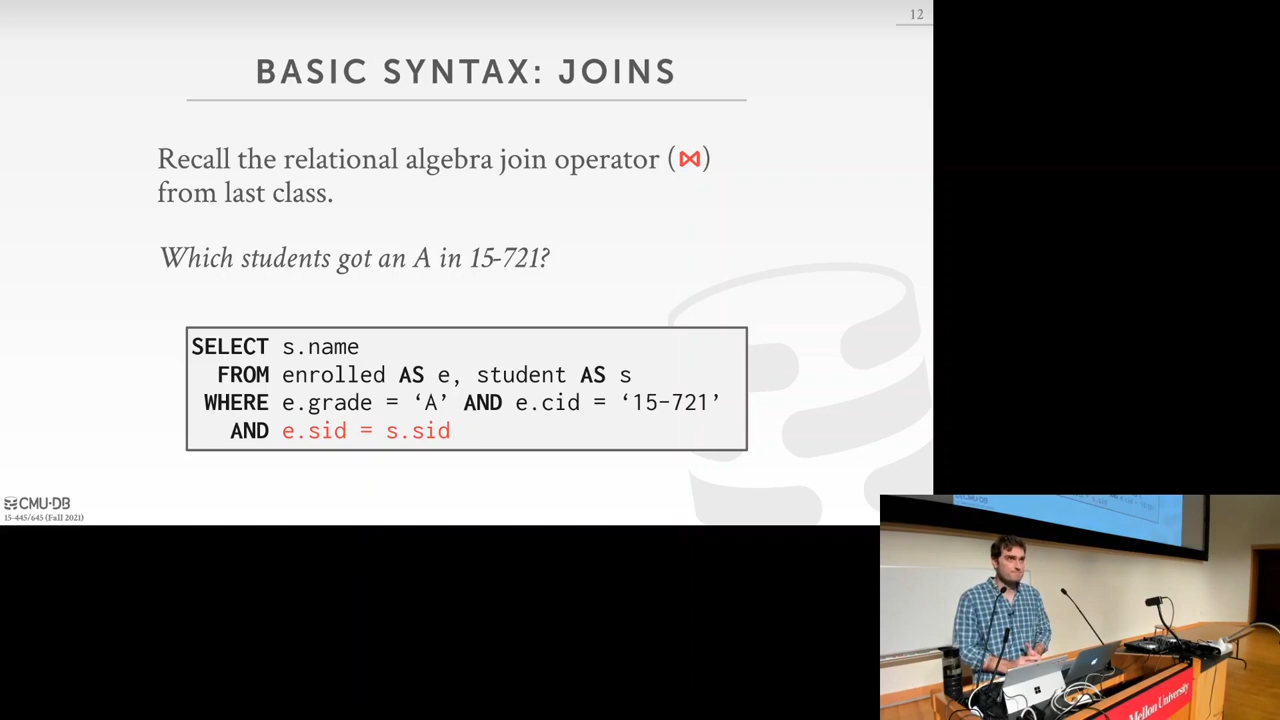 12
BASIC SYNTAX: JOINS
Recall the relational algebra join operator (⋈)
from last class.
Which students got an A in 15-721?
SELECT s.name
FROM enrolled AS e, student AS s
WHERE e.grade = ‘A’ AND e.cid = ‘15-721’
AND e.sid = s.sid
CMU·DB
15-445/645 (Fall 2021)
Mellon University